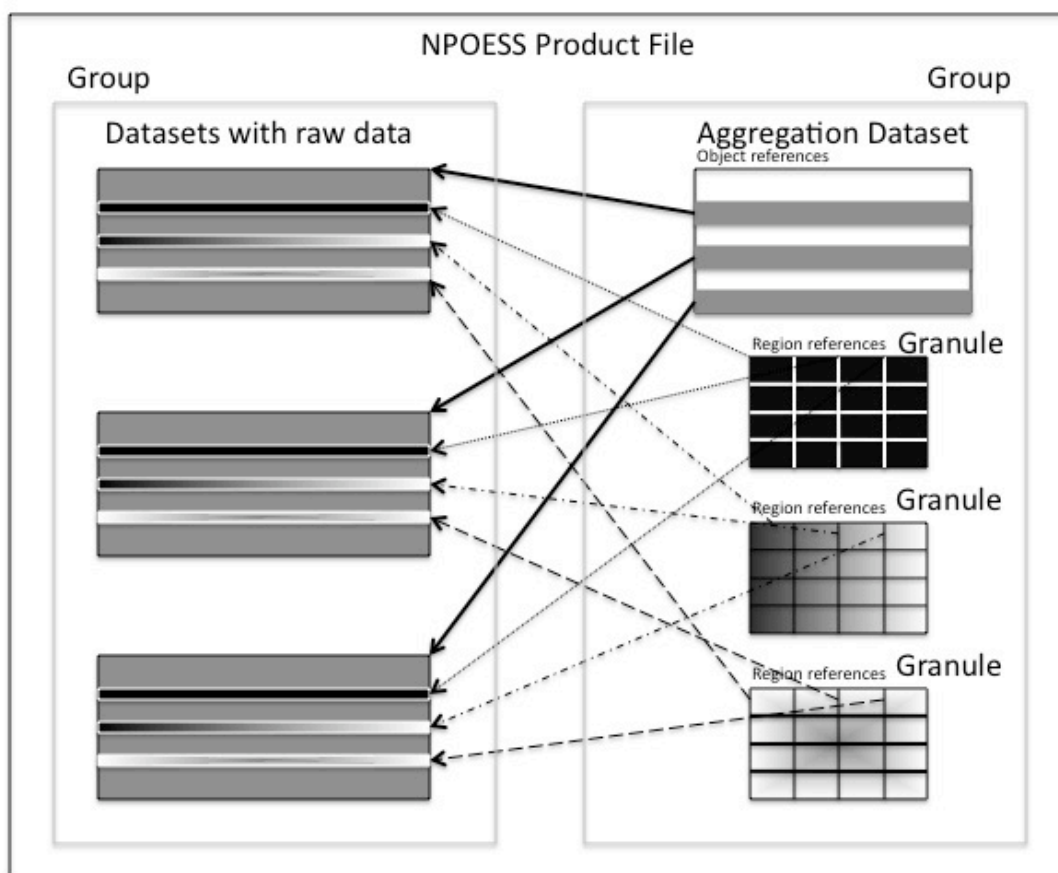 NPOESS Product File
Group
Group
Datasets with raw data
Aggregation Dataset
Object references
Region references
Granule
Region references
Granule
Region references
Granule